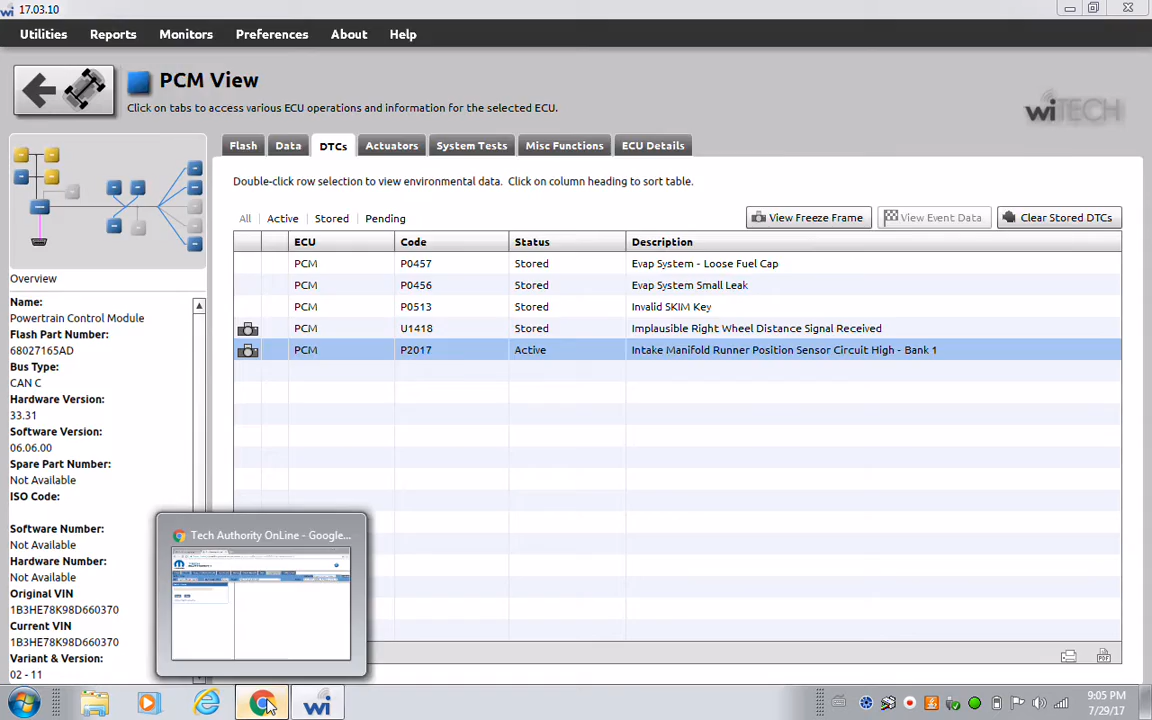 17.03.10
Utilities Reports Monitors Preferences About Help
PCM View
Click on tabs to access various ECU operations and information for the selected ECU.
wiTECH
Flash Data DTCs Actuators System Tests Misc Functions ECU Details
Double-click row selection to view environmental data. Click on column heading to sort table.
All Active Stored Pending View Freeze Frame View Event Data Clear Stored DTCs
ECU Code Status Description
PCM P0457 Stored Evap System - Loose Fuel Cap
PCM P0456 Stored Evap System Small Leak
PCM P0513 Stored Invalid SKIM Key
PCM U1418 Stored Implausible Right Wheel Distance Signal Received
PCM P2017 Active Intake Manifold Runner Position Sensor Circuit High - Bank 1
Overview
Name:
Powertrain Control Module
Flash Part Number:
68027165AD
Bus Type:
CAN C
Hardware Version:
33.31
Software Version:
06.06.00
Spare Part Number:
Not Available
ISO Code:
Software Number:
Not Available
Hardware Number:
Not Available
Original VIN
1B3HE78K98D660370
Current VIN
1B3HE78K98D660370
Variant & Version:
02 - 11
Tech Authority OnLine - Google...
PDF
wi
9:05 PM
7/29/17